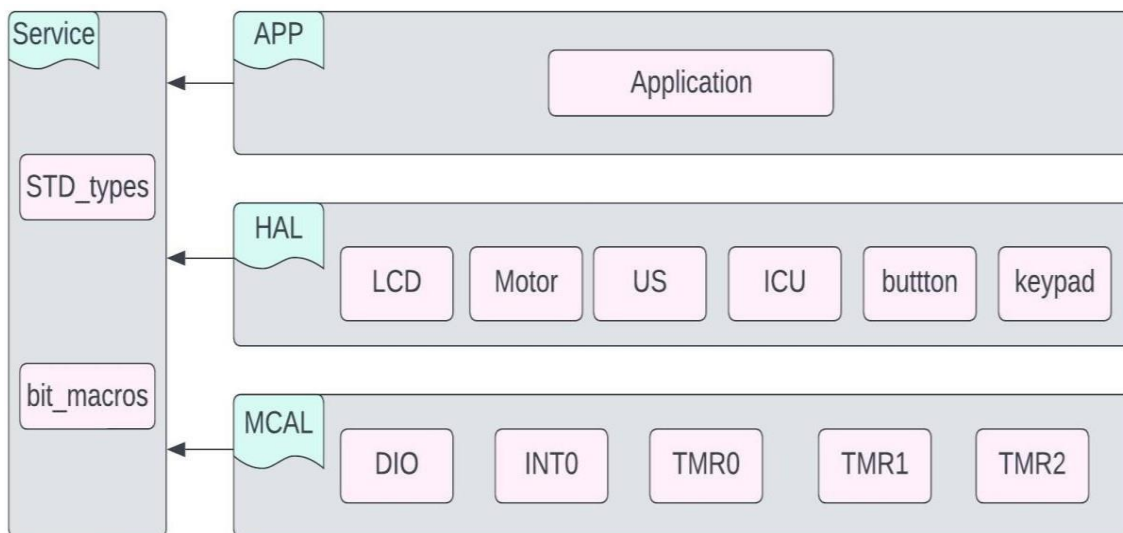 Service
STD_types
bit_macros
APP
Application
HAL
LCD Motor US ICU buttton keypad
MCAL
DIO INT0 TMR0 TMR1 TMR2